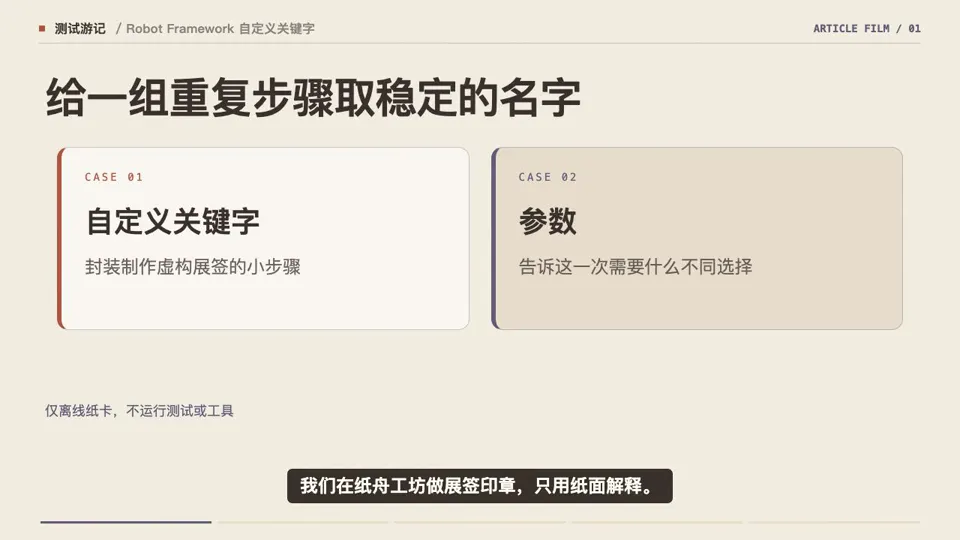 测试游记 / Robot Framework 自定义关键字
ARTICLE FILM / 01
给一组重复步骤取稳定的名字
CASE 01
自定义关键字
封装制作虚构展签的小步骤
CASE 02
参数
告诉这一次需要什么不同选择
仅离线纸卡，不运行测试或工具
我们在纸舟工坊做展签印章，只用纸面解释。